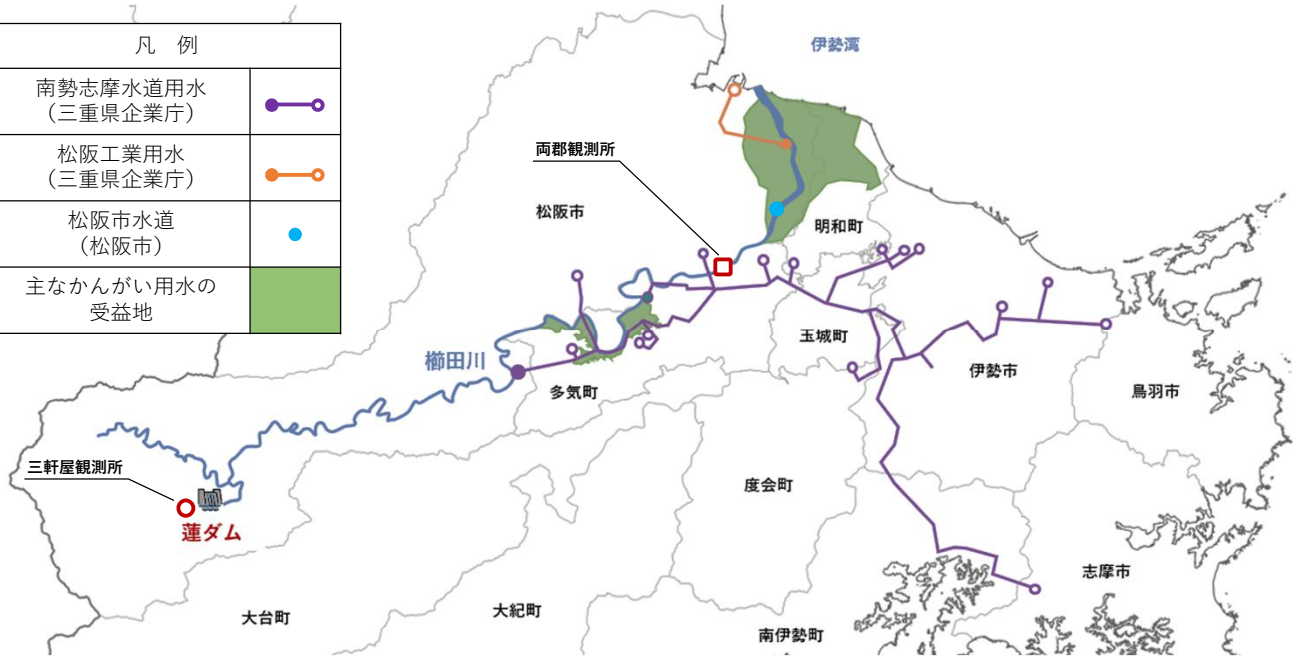 凡　例
南勢志摩水道用水
（三重県企業庁）
松阪工業用水
（三重県企業庁）
松阪市水道
（松阪市）
主なかんがい用水の
受益地
伊勢湾
両郡観測所
松阪市
明和町
玉城町
櫛田川
多気町
伊勢市
鳥羽市
三軒屋観測所
度会町
蓮ダム
志摩市
大台町
大紀町
南伊勢町